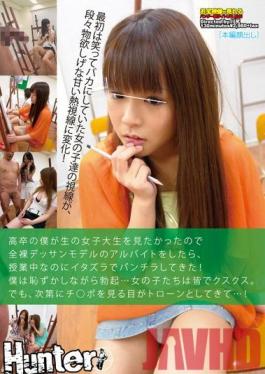 最初は笑ってバカにしていた女の子達の視線が、
段々物欲しげな甘い熱視線に変化!
[本編顔出し]
高卒の僕が生の女子大生を見たかったので
全裸デッサンモデルのアルバイトをしたら、
授業中なのにイタズラでパンチラしてきた!
僕は恥ずかしながら勃起…女の子たちは皆でクスクス。
でも、次第にチ○ポを見る目がトローンとしてきて…!
Hunter
JAVHD